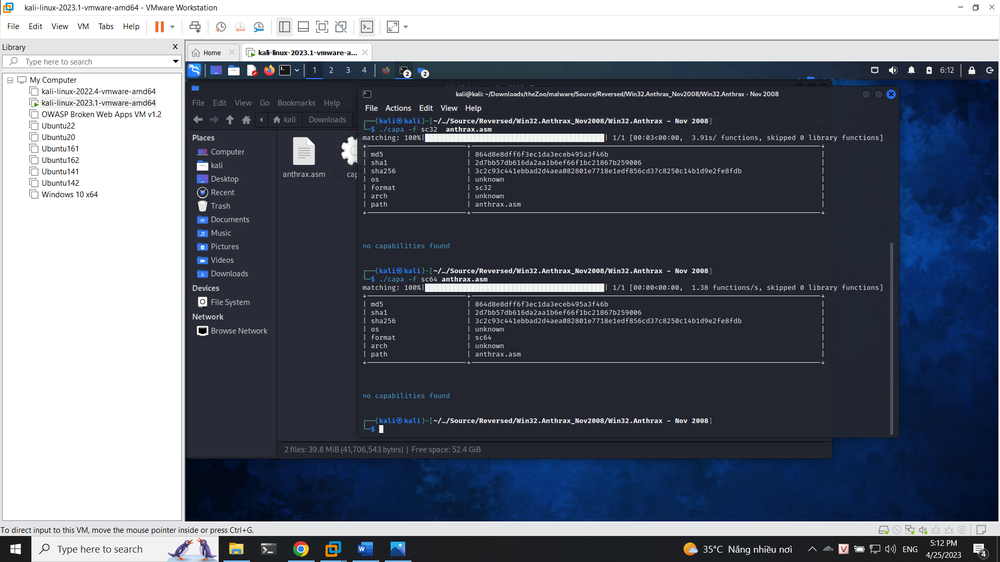 kali-linux-2023.1-vmware-amd64 - VMware Workstation
File Edit View VM Tabs Help
Library
Type here to search
My Computer
kali-linux-2022.4-vmware-amd64
kali-linux-2023.1-vmware-amd64
OWASP Broken Web Apps VM v1.2
Ubuntu22
Ubuntu20
Ubuntu161
Ubuntu162
Ubuntu141
Ubuntu142
Windows 10 x64
Home
kali-linux-2023.1-vmware-a...
1 2 3 4
2
2
6:12
File Edit View Go Bookmarks Help
kali
Downloads
Places
Computer
kali
Desktop
Recent
Trash
Documents
Music
Pictures
Videos
Downloads
Devices
File System
Network
Browse Network
anthrax.asm
cap
2 files: 39.8 MiB (41,706,543 bytes) | Free space: 52.4 GiB
kali@kali: ~/Downloads/theZoo/malware/Source/Reversed/Win32.Anthrax_Nov2008/Win32.Anthrax - Nov 2008
File Actions Edit View Help
┌──(kali㉿kali)-[~/…/Source/Reversed/Win32.Anthrax_Nov2008/Win32.Anthrax - Nov 2008]
└─$ ./capa -f sc32  anthrax.asm
matching: 100%| | 1/1 [00:03<00:00,  3.91s/ functions, skipped 0 library functions]
| md5 | 864d8e8dff6f3ec1da3eceb495a3f46b |
| sha1 | 2d7bb57db616da2aa1b6ef66f1bc21867b259006 |
| sha256 | 3c2c93c441ebbad2d4aea082801e7718e1edf856cd37c8250c14b1d9e2fe8fdb |
| os | unknown |
| format | sc32 |
| arch | unknown |
| path | anthrax.asm |
no capabilities found
┌──(kali㉿kali)-[~/…/Source/Reversed/Win32.Anthrax_Nov2008/Win32.Anthrax - Nov 2008]
└─$ ./capa -f sc64 anthrax.asm
matching: 100%| | 1/1 [00:00<00:00,  1.38 functions/s, skipped 0 library functions]
| md5 | 864d8e8dff6f3ec1da3eceb495a3f46b |
| sha1 | 2d7bb57db616da2aa1b6ef66f1bc21867b259006 |
| sha256 | 3c2c93c441ebbad2d4aea082801e7718e1edf856cd37c8250c14b1d9e2fe8fdb |
| os | unknown |
| format | sc64 |
| arch | unknown |
| path | anthrax.asm |
no capabilities found
┌──(kali㉿kali)-[~/…/Source/Reversed/Win32.Anthrax_Nov2008/Win32.Anthrax - Nov 2008]
└─$
To direct input to this VM, move the mouse pointer inside or press Ctrl+G.
Type here to search
35°C Nắng nhiều nơi
ENG
5:12 PM
4/25/2023
4